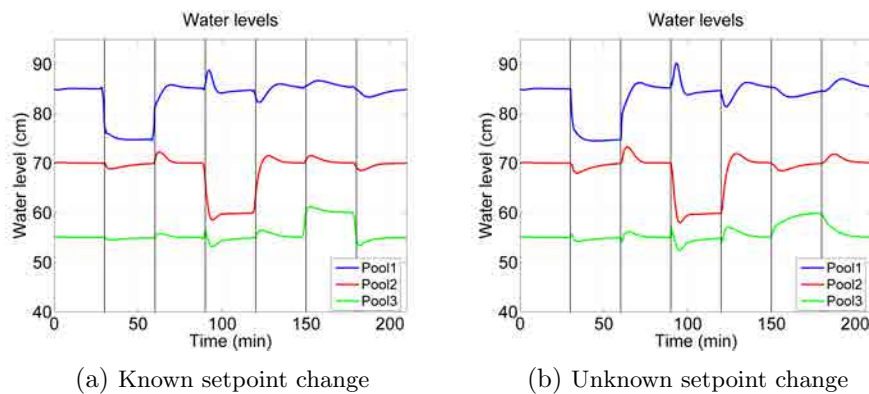 Water levels
Water level (cm)
90
80
70
60
50
40
0
50
100
150
200
Time (min)
Pool1
Pool2
Pool3
(a) Known setpoint change
Water levels
Water level (cm)
90
80
70
60
50
40
0
50
100
150
200
Time (min)
Pool1
Pool2
Pool3
(b) Unknown setpoint change